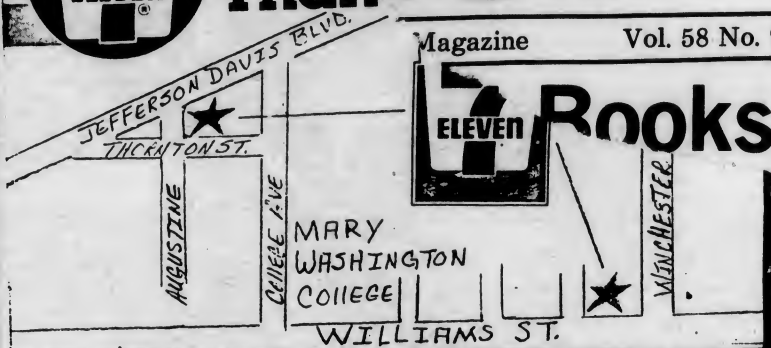 Than
®
JEFFERSON DAVIS BLVD.
Magazine Vol. 58 No.
ELEVEN
Books
THORNTON ST.
AUGUSTINE
COllEGE AVE
MARY
WASHINGTON
COllEGE
WINCHESTER
WILLIAMS ST.